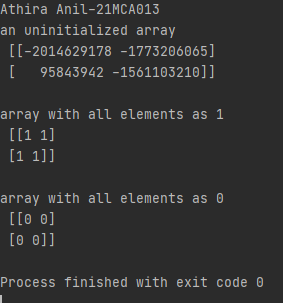 Athira Anil-21MCA013
an uninitialized array
[[-2014629178 -1773206065]
[   95843942 -1561103210]]
array with all elements as 1
[[1 1]
[1 1]]
array with all elements as 0
[[0 0]
[0 0]]
Process finished with exit code 0